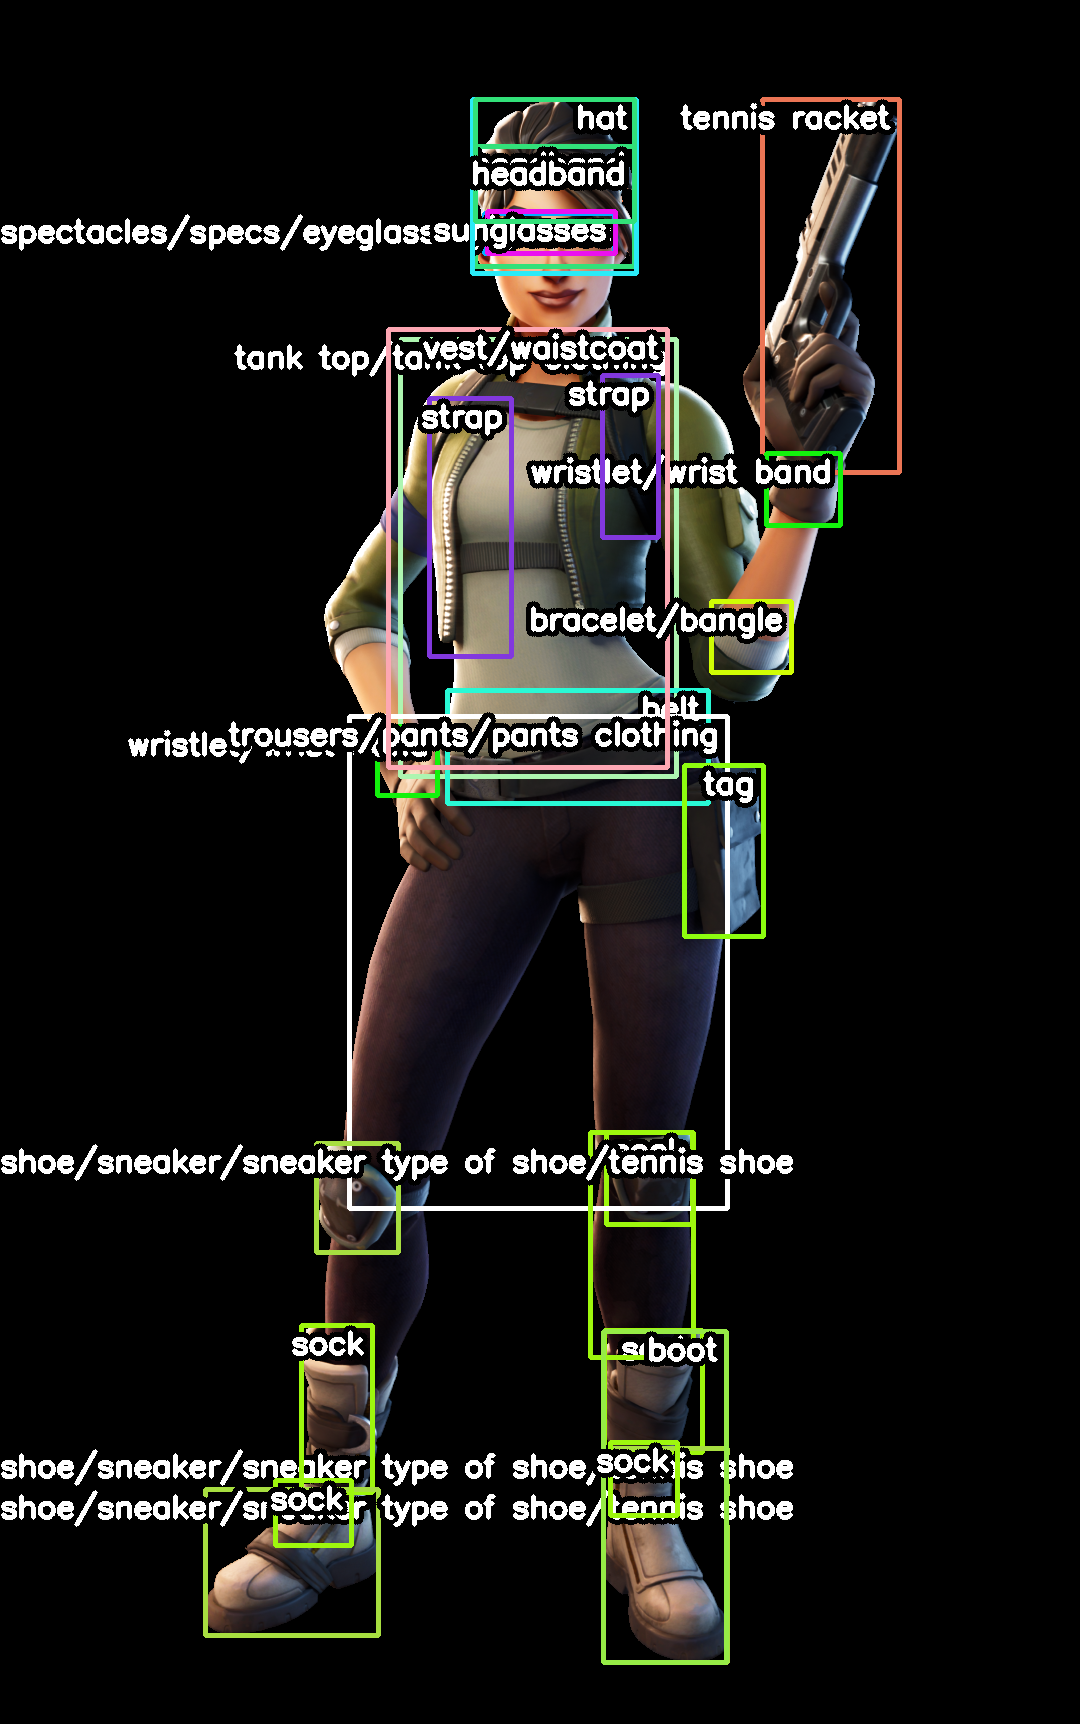 hat
tennis racket
headband
spectacles/specs/eyeglass
sunglasses
vest/waistcoat
tank top/ta
strap
strap
wristlet/wrist band
bracelet/bangle
belt
trousers/pants/pants clothing
wristle
tag
shoe/sneaker/sneaker type of shoe/tennis shoe
sock
boot
shoe/sneaker/sneaker type of shoe
sock
shoe
sock
shoe/sneaker/sneaker type of shoe/tennis shoe